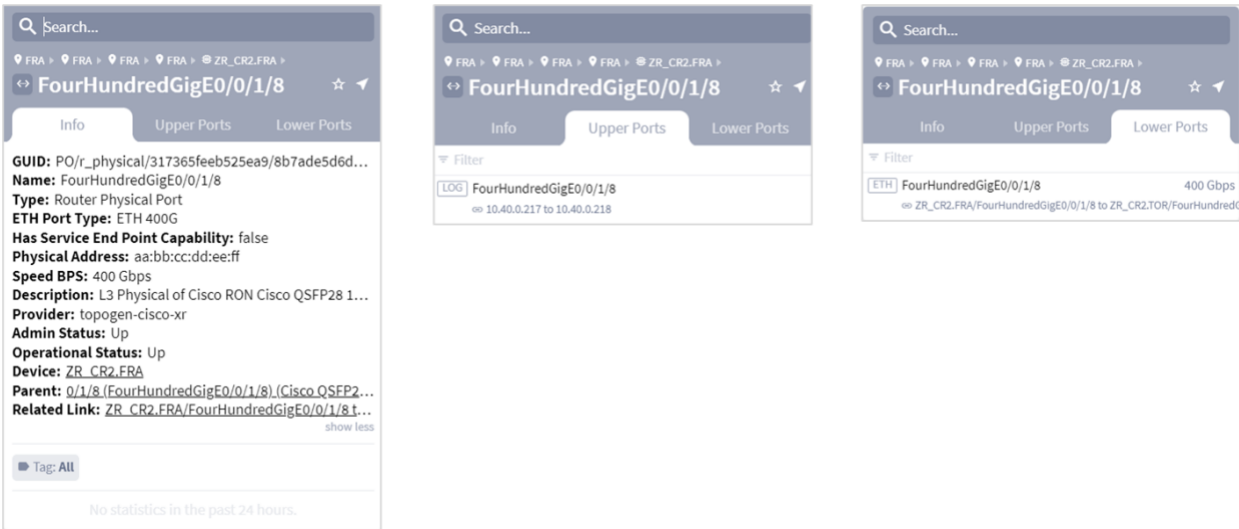 Search...
FRA FRA FRA FRA ZR_CR2.FRA
FourHundredGigE0/0/1/8
Info Upper Ports Lower Ports
GUID: PO/r_physical/317365feeb525ea9/8b7ade5d6d...
Name: FourHundredGigE0/0/1/8
Type: Router Physical Port
ETH Port Type: ETH 400G
Has Service End Point Capability: false
Physical Address: aa:bb:cc:dd:ee:ff
Speed BPS: 400 Gbps
Description: L3 Physical of Cisco RON Cisco QSFP28 1...
Provider: topogen-cisco-xr
Admin Status: Up
Operational Status: Up
Device: ZR_CR2.FRA
Parent: 0/1/8 (FourHundredGigE0/0/1/8) (Cisco QSFP2...
Related Link: ZR_CR2.FRA/FourHundredGigE0/0/1/8 t...
show less
Tag: All
No statistics in the past 24 hours.
Search...
FRA FRA FRA FRA ZR_CR2.FRA
FourHundredGigE0/0/1/8
Info Upper Ports Lower Ports
Filter
LOG FourHundredGigE0/0/1/8
10.40.0.217 to 10.40.0.218
Search...
FRA FRA FRA FRA ZR_CR2.FRA
FourHundredGigE0/0/1/8
Info Upper Ports Lower Ports
Filter
ETH FourHundredGigE0/0/1/8 400 Gbps
ZR_CR2.FRA/FourHundredGigE0/0/1/8 to ZR_CR2.TOR/FourHundredG